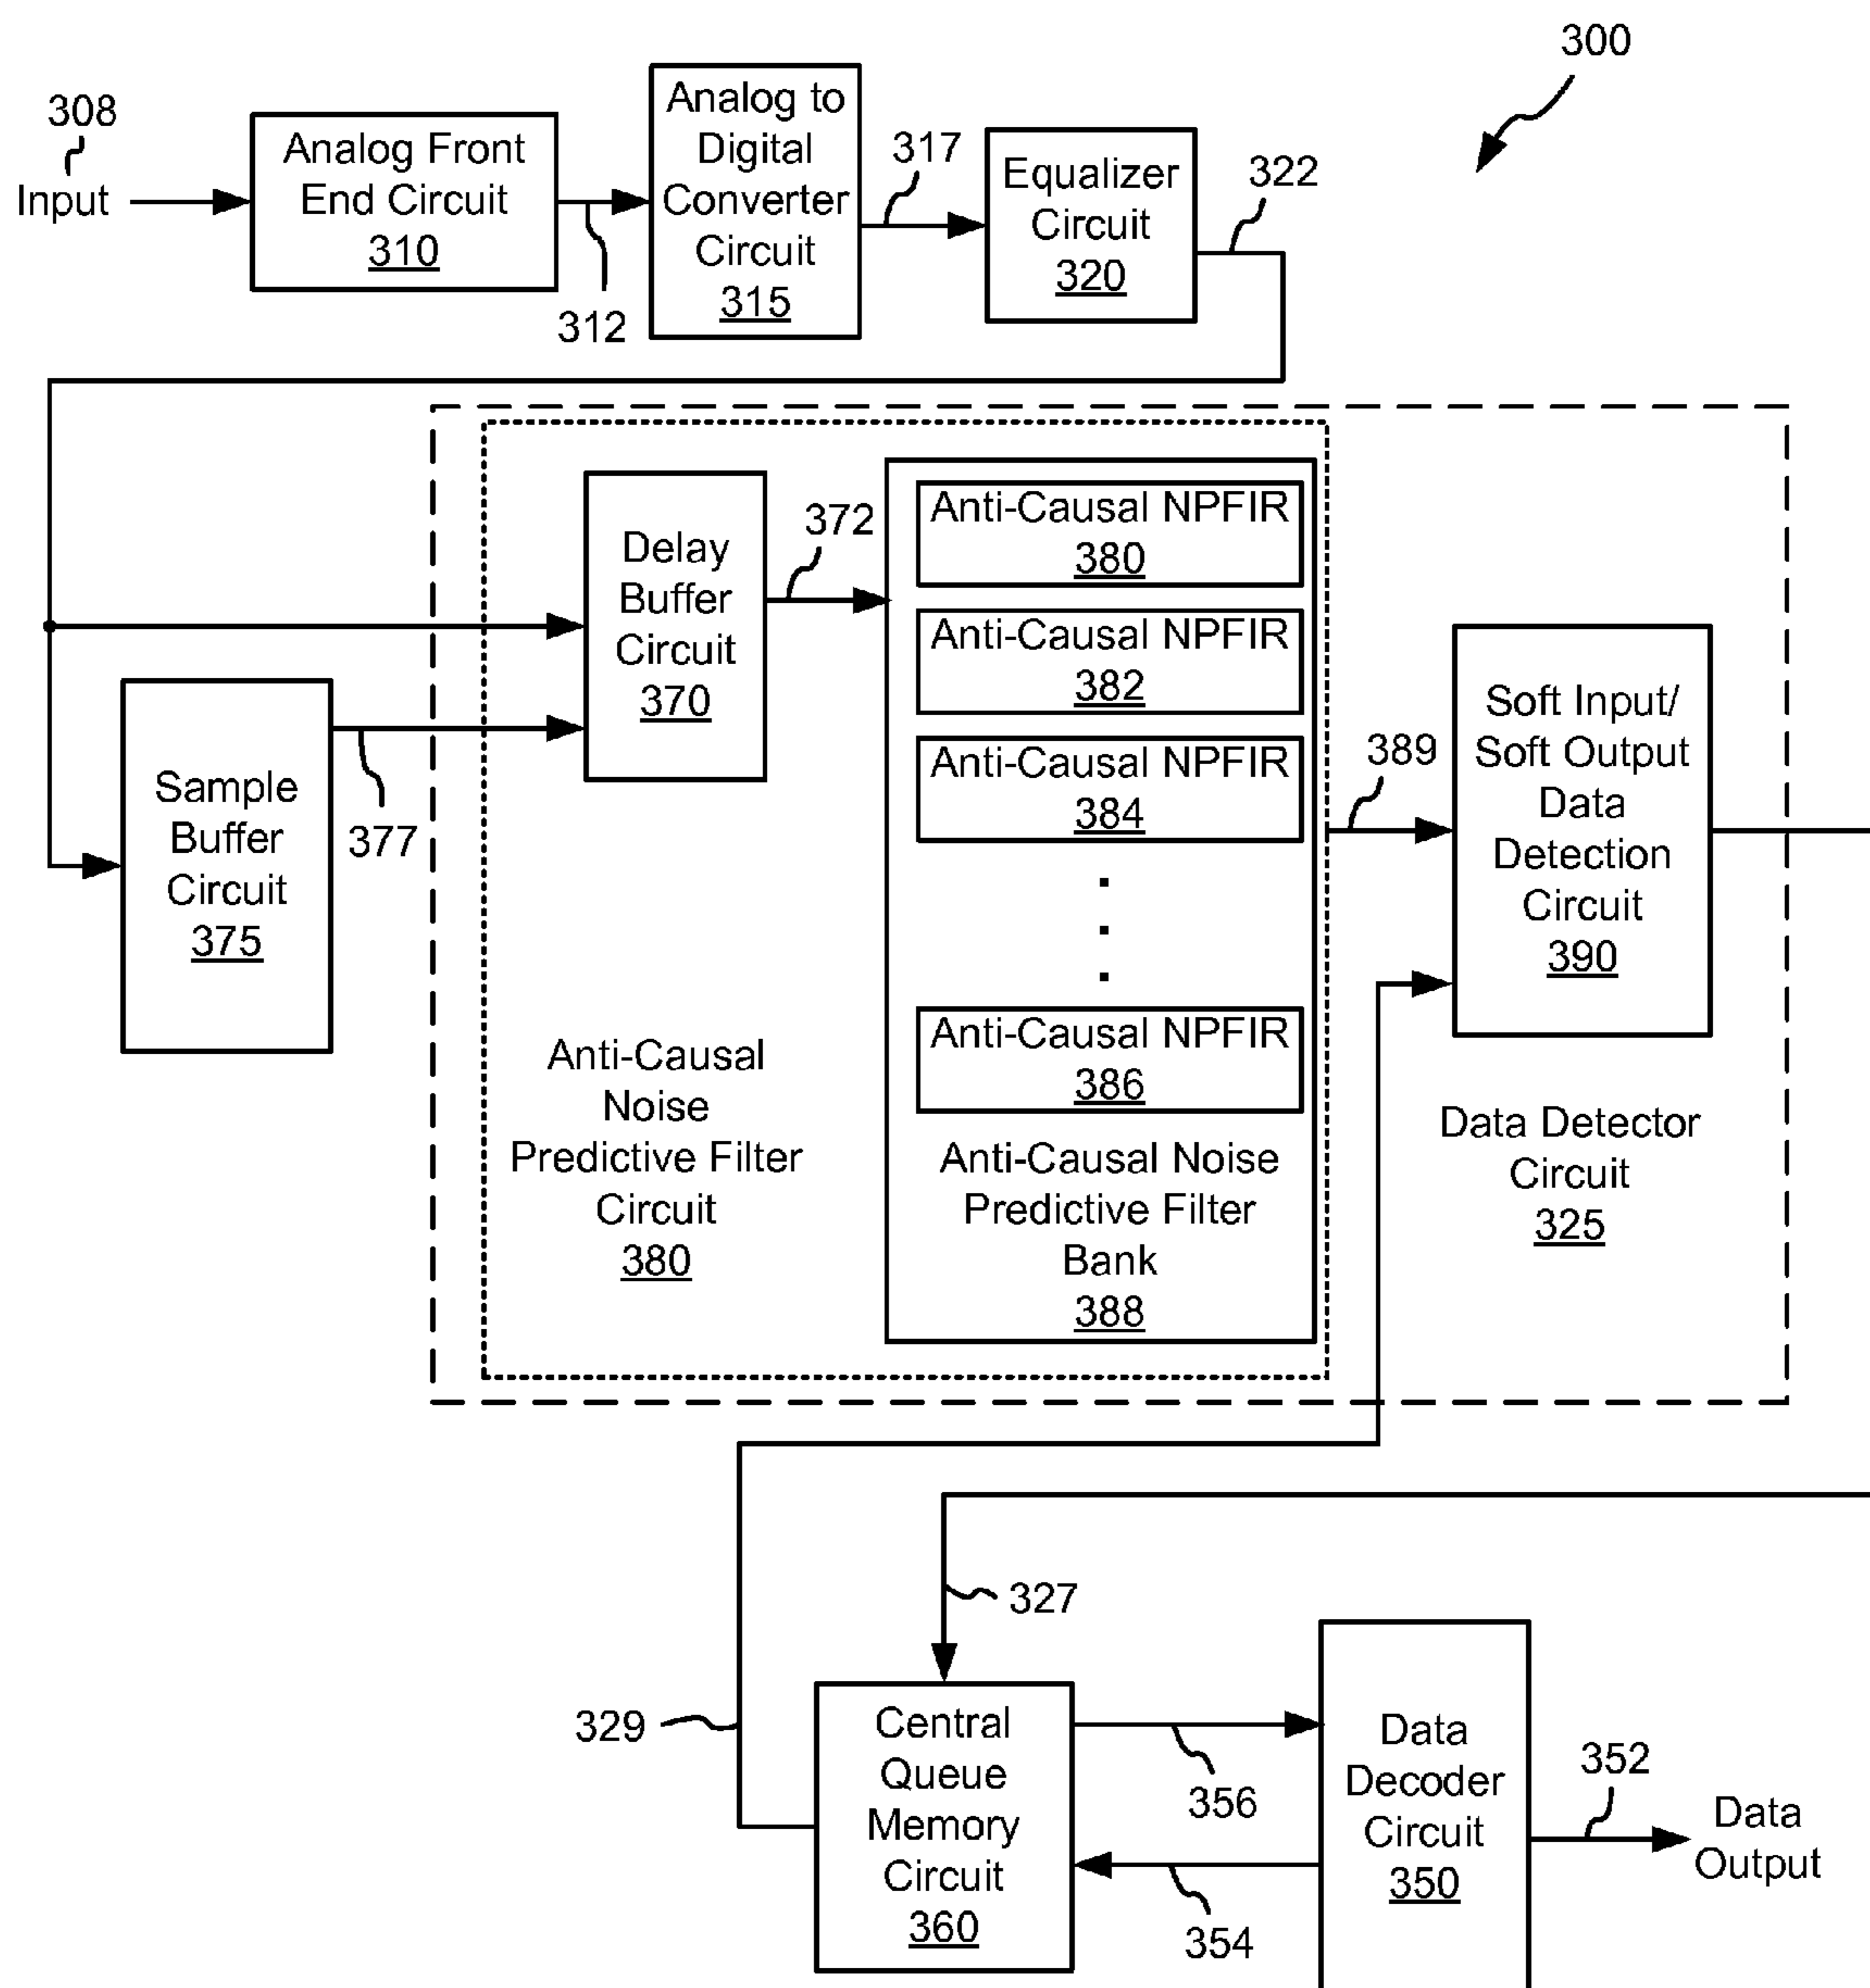 300
308
Input
Analog Front
End Circuit
310
312
Analog to
Digital
Converter
Circuit
315
317
Equalizer
Circuit
320
322
Delay
Buffer
Circuit
370
372
Anti-Causal NPFIR
380
Anti-Causal NPFIR
382
Anti-Causal NPFIR
384
Anti-Causal NPFIR
386
Anti-Causal Noise
Predictive Filter
Bank
388
Sample
Buffer
Circuit
375
377
Anti-Causal
Noise
Predictive Filter
Circuit
380
389
Soft Input/
Soft Output
Data
Detection
Circuit
390
Data Detector
Circuit
325
327
329
Central
Queue
Memory
Circuit
360
356
354
Data
Decoder
Circuit
350
352
Data
Output